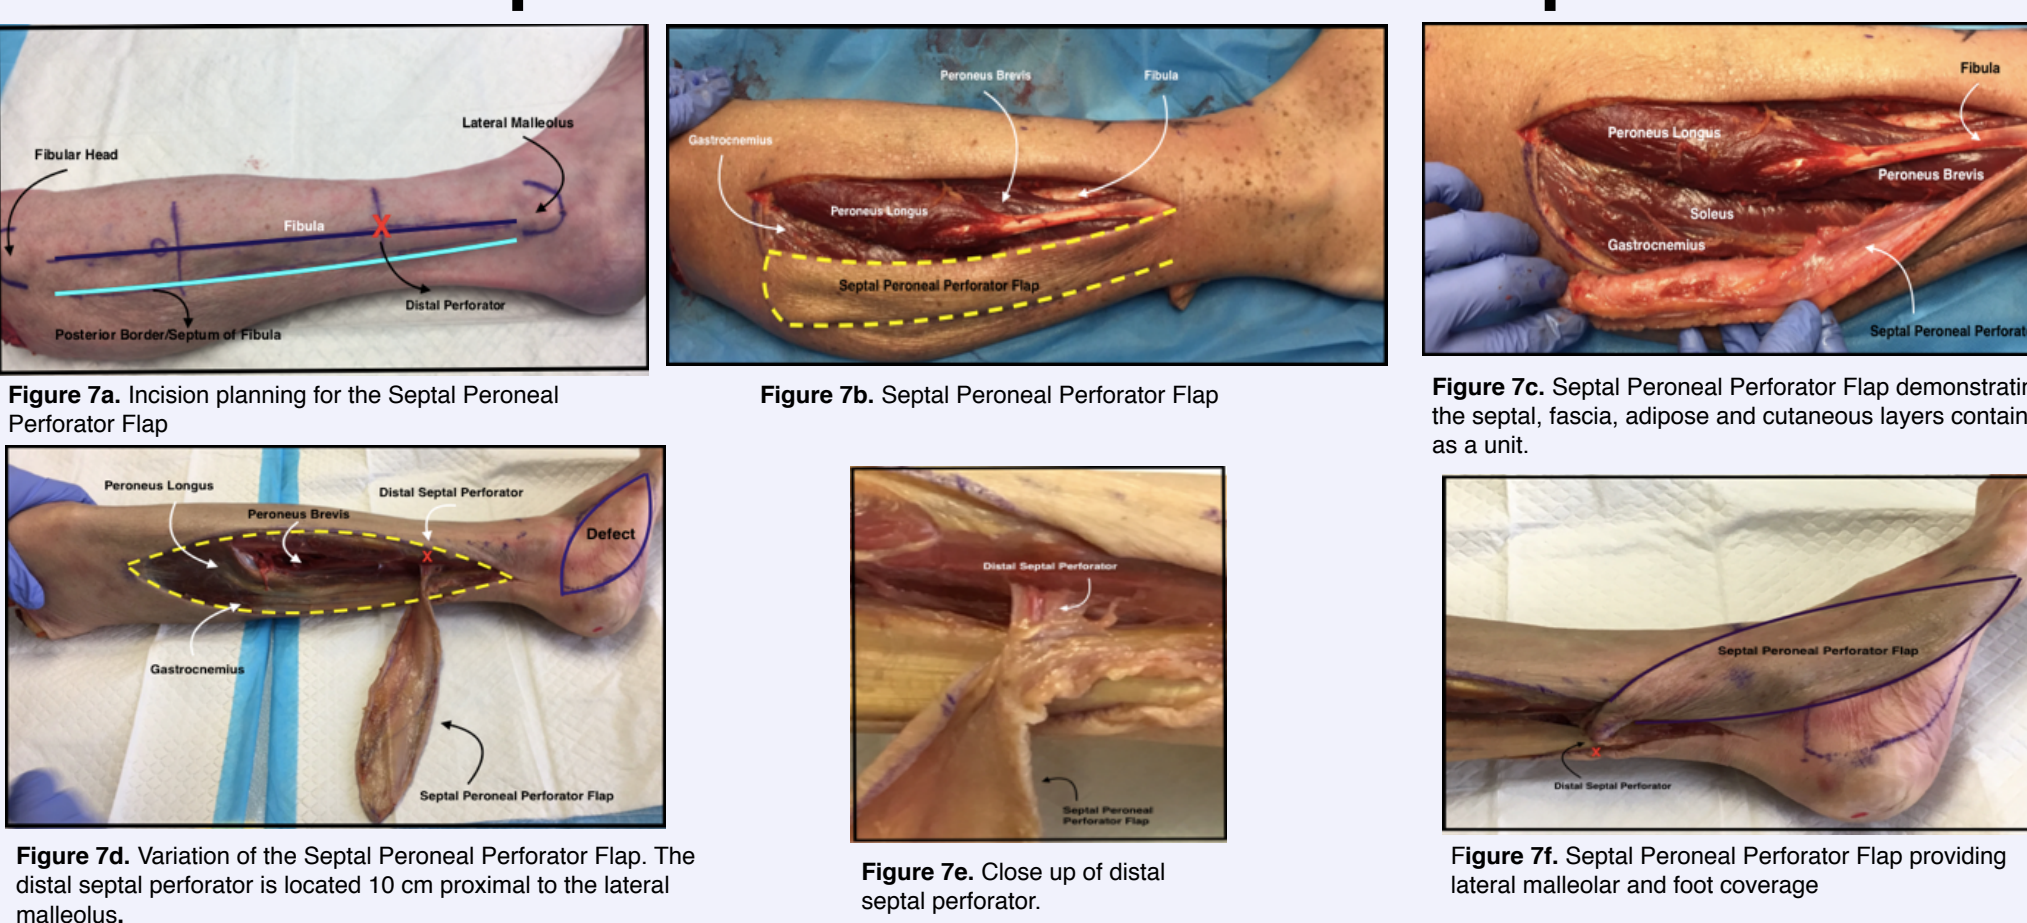 Fibular Head
Lateral Malleolus
Fibula
X
Distal Perforator
Posterior Border/Septum of Fibula
Figure 7a. Incision planning for the Septal Peroneal
Perforator Flap
Peroneus Brevis
Fibula
Gastrocnemius
Peroneus Longus
Septal Peroneal Perforator Flap
Figure 7b. Septal Peroneal Perforator Flap
Fibula
Peroneus Longus
Peroneus Brevis
Soleus
Gastrocnemius
Septal Peroneal
Figure 7c. Septal Peroneal Perforator Flap
the septal, fascia, adipose and cutaneous layers
as a unit.
Peroneus Longus
Distal Septal Perforator
Peroneus Brevis
Defect
X
Gastrocnemius
Septal Peroneal Perforator Flap
Figure 7d. Variation of the Septal Peroneal Perforator Flap. The
distal septal perforator is located 10 cm proximal to the lateral
malleolus.
Distal Septal Perforator
Septal Peroneal
Perforator Flap
Figure 7e. Close up of distal
septal perforator.
Septal Peroneal Perforator Flap
X
Distal Septal Perforator
Figure 7f. Septal Peroneal Perforator Flap providing
lateral malleolar and foot coverage